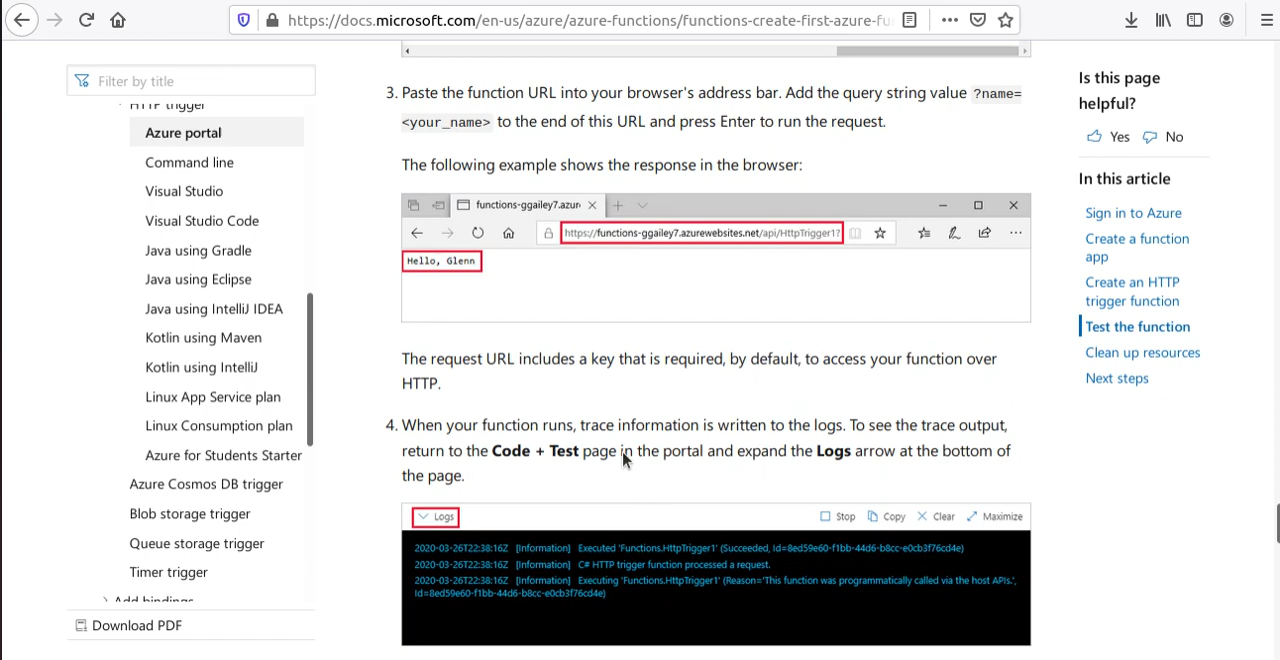 https://docs.microsoft.com/en-us/azure/azure-functions/functions-create-first-azure-fu
Filter by title
HTTP trigger
Azure portal
Command line
Visual Studio
Visual Studio Code
Java using Gradle
Java using Eclipse
Java using IntelliJ IDEA
Kotlin using Maven
Kotlin using IntelliJ
Linux App Service plan
Linux Consumption plan
Azure for Students Starter
Azure Cosmos DB trigger
Blob storage trigger
Queue storage trigger
Timer trigger
Add bindings
Download PDF
3. Paste the function URL into your browser's address bar. Add the query string value ?name=
<your_name> to the end of this URL and press Enter to run the request.
The following example shows the response in the browser:
functions-ggailey7.azur
https://functions-ggailey7.azurewebsites.net/api/HttpTrigger1?
Hello, Glenn
The request URL includes a key that is required, by default, to access your function over
HTTP.
4. When your function runs, trace information is written to the logs. To see the trace output,
return to the Code + Test page in the portal and expand the Logs arrow at the bottom of
the page.
Logs Stop Copy Clear Maximize
2020-03-26T22:38:16Z [Information] Executed 'Functions.HttpTrigger1' (Succeeded, Id=8ed59e60-f1bb-44d6-b8cc-e0cb3f76cd4e)
2020-03-26T22:38:16Z [Information] C# HTTP trigger function processed a request.
2020-03-26T22:38:16Z [Information] Executing 'Functions.HttpTrigger1' (Reason='This function was programmatically called via the host APIs.',
Id=8ed59e60-f1bb-44d6-b8cc-e0cb3f76cd4e)
Is this page
helpful?
Yes No
In this article
Sign in to Azure
Create a function
app
Create an HTTP
trigger function
Test the function
Clean up resources
Next steps